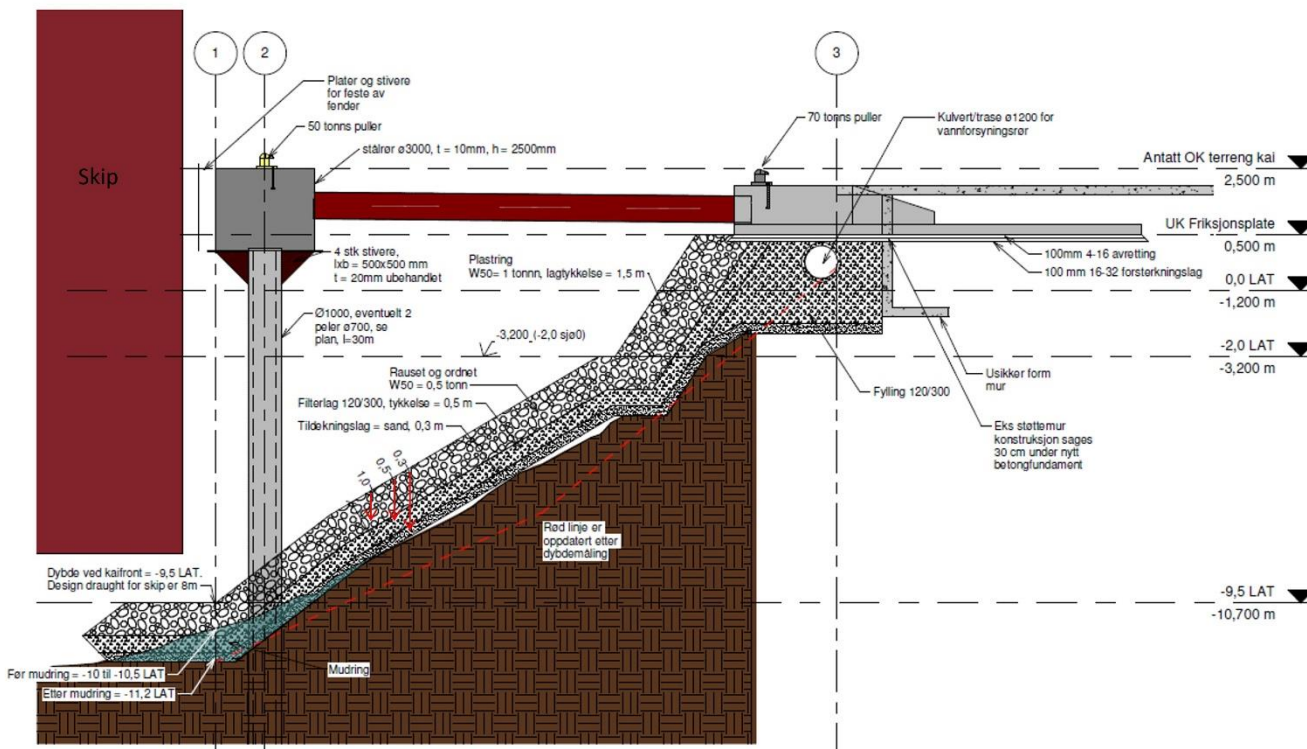 1
2
3
Plater og stivere
for feste av
fender
50 tonns puller
stålrør ø3000, t = 10mm, h= 2500mm
70 tonns puller
Kulvert/trase ø1200 for
vannforsyningsrør
Antatt OK terreng kai
2,500 m
Skip
UK Friksjonsplate
0,500 m
4 stk stivere,
lxb = 500x500 mm
t = 20mm ubehandlet
Plastring
W50= 1 tonnn, lagtykkelse = 1,5 m
100mm 4-16 avretting
100 mm 16-32 forsterkningslag
0,0 LAT
-1,200 m
Ø1000, eventuelt 2
peler ø700, se
plan, l=30m
-3,200 (-2,0 sjø0)
-2,0 LAT
-3,200 m
Rauset og ordnet
W50 = 0,5 tonn
Filterlag 120/300, tykkelse = 0,5 m
Tildekningslag = sand, 0,3 m
Usikker form
mur
Fylling 120/300
Eks støttemur
konstruksjon sages
30 cm under nytt
betongfundament
1,0
0,5
0,3
Rød linje er
oppdatert etter
dybdemåling
Dybde ved kaifront = -9,5 LAT.
Design draught for skip er 8m
-9,5 LAT
-10,700 m
Før mudring = -10 til -10,5 LAT
Mudring
Etter mudring = -11,2 LAT